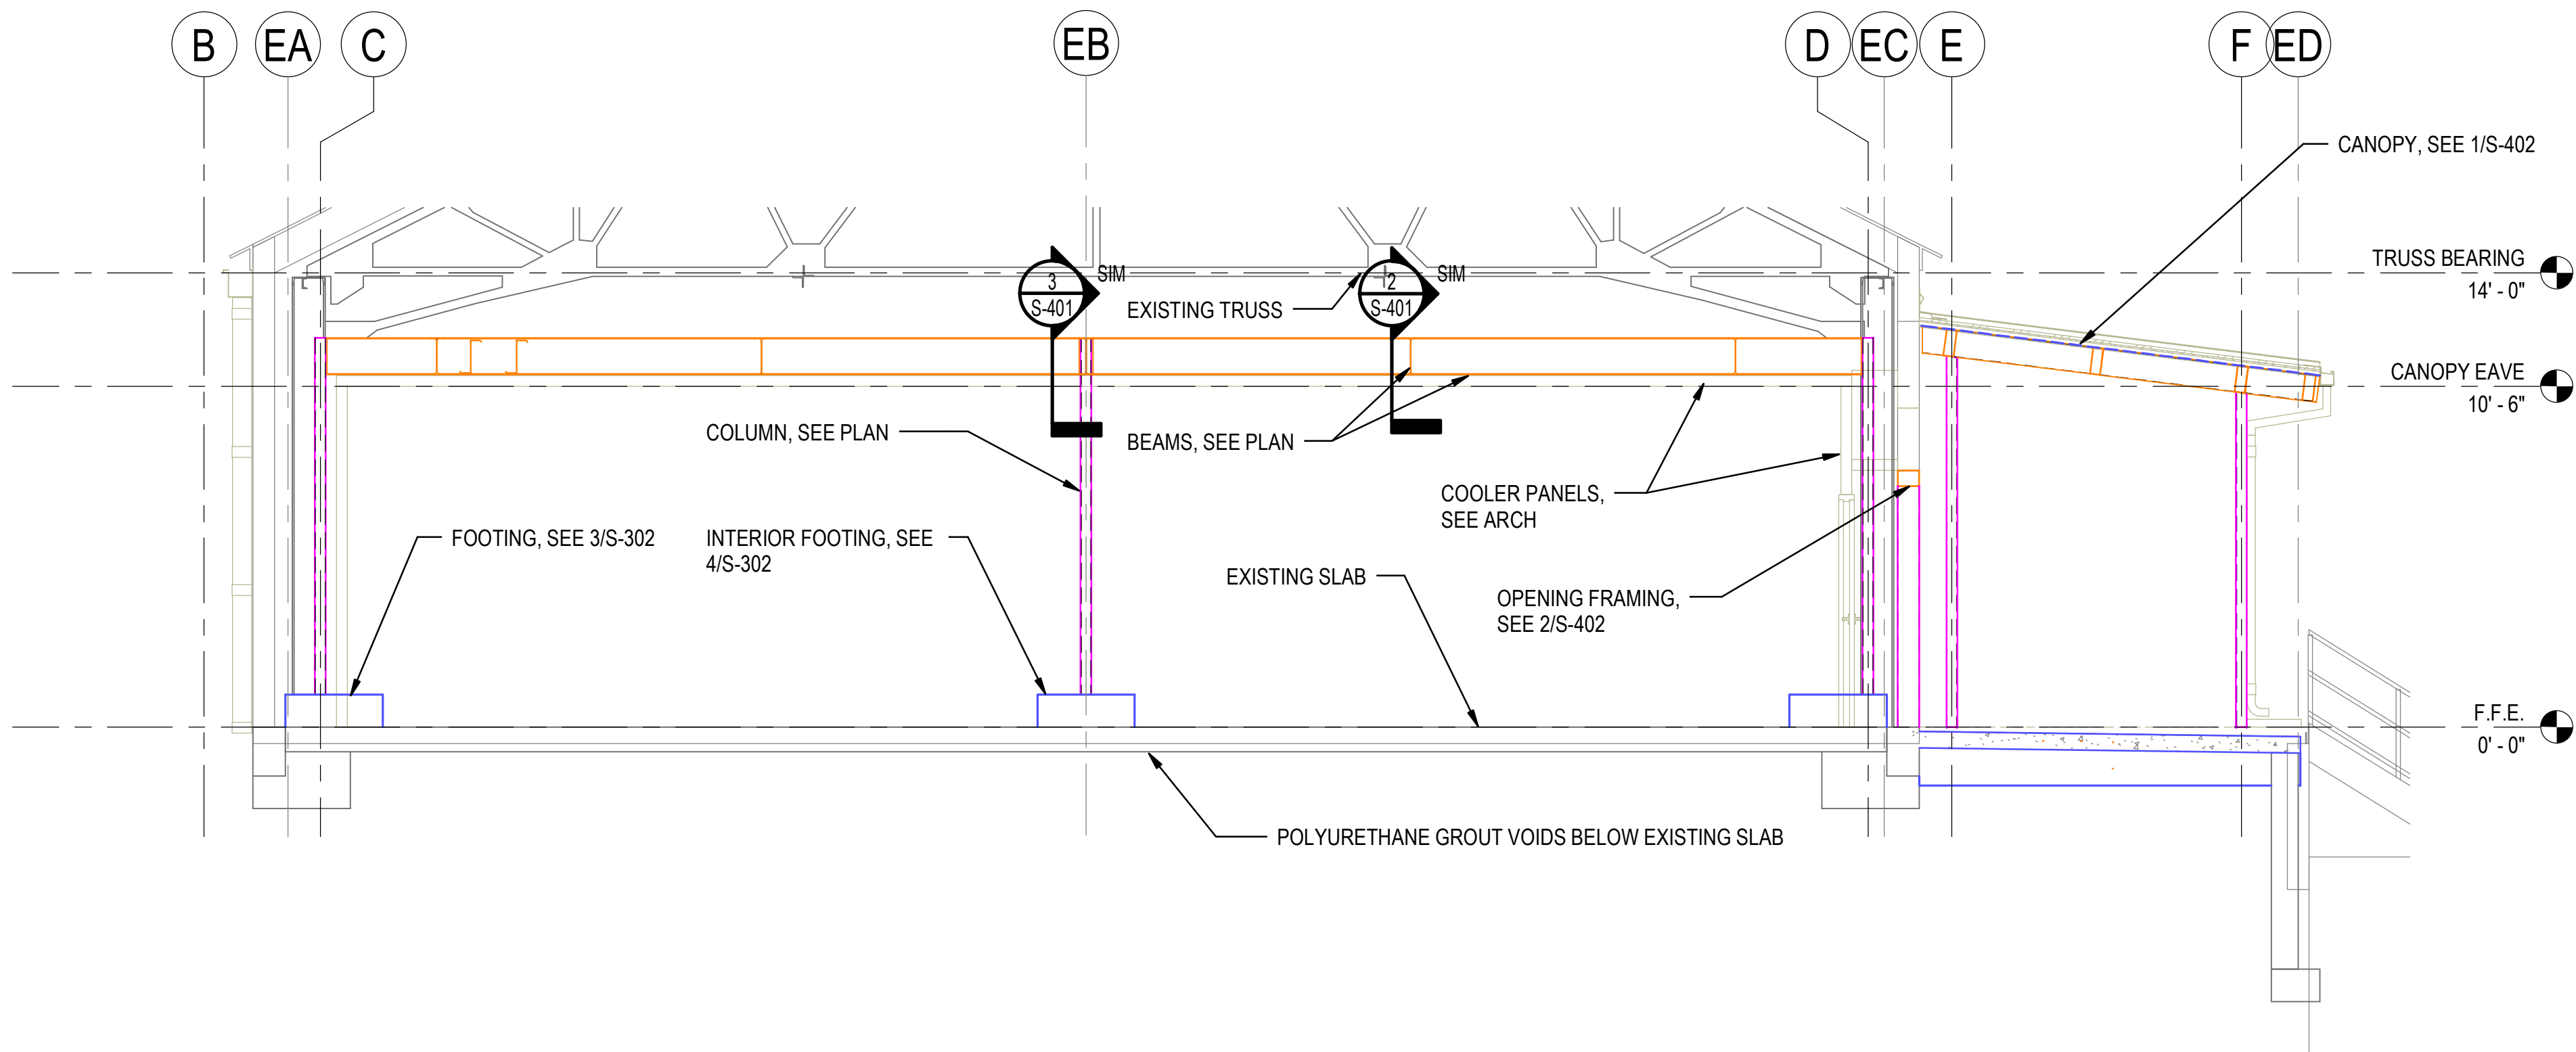 B
EA
C
EB
D
EC
E
F
ED
CANOPY, SEE 1/S-402
TRUSS BEARING
14' - 0"
3
S-401
SIM
2
S-401
SIM
EXISTING TRUSS
CANOPY EAVE
10' - 6"
COLUMN, SEE PLAN
BEAMS, SEE PLAN
COOLER PANELS,
SEE ARCH
FOOTING, SEE 3/S-302
INTERIOR FOOTING, SEE
4/S-302
EXISTING SLAB
OPENING FRAMING,
SEE 2/S-402
F.F.E.
0' - 0"
POLYURETHANE GROUT VOIDS BELOW EXISTING SLAB